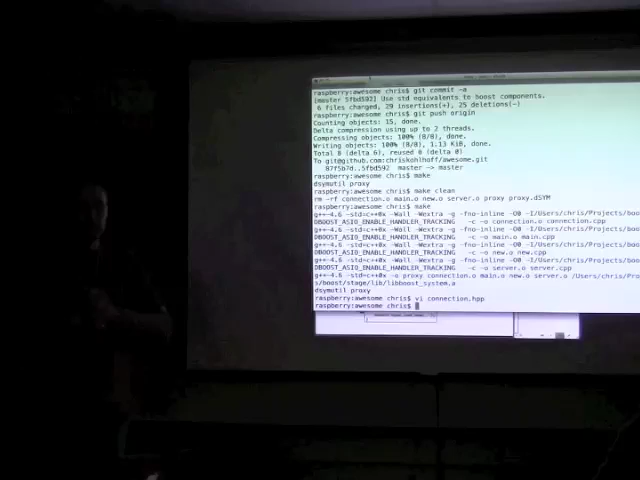 raspberry:awesome chris$ git commit -a
[master 5fbd592] Use std equivalents to boost components.
6 files changed, 29 insertions(+), 25 deletions(-)
raspberry:awesome chris$ git push origin
Counting objects: 15, done.
Delta compression using up to 2 threads.
Compressing objects: 100% (8/8), done.
Writing objects: 100% (8/8), 1.13 KiB, done.
Total 8 (delta 6), reused 0 (delta 0)
To git@github.com:chriskohlhoff/awesome.git
87f5b7d..5fbd592 master -> master
raspberry:awesome chris$ make
dsymutil proxy
raspberry:awesome chris$ make clean
rm -rf connection.o main.o new.o server.o proxy proxy.dSYM
raspberry:awesome chris$ make
g++-4.6 -std=c++0x -Wall -Wextra -g -fno-inline -O0 -I/Users/chris/Projects/boo
DBOOST_ASIO_ENABLE_HANDLER_TRACKING -c -o connection.o connection.cpp
g++-4.6 -std=c++0x -Wall -Wextra -g -fno-inline -O0 -I/Users/chris/Projects/boo
DBOOST_ASIO_ENABLE_HANDLER_TRACKING -c -o main.o main.cpp
g++-4.6 -std=c++0x -Wall -Wextra -g -fno-inline -O0 -I/Users/chris/Projects/boo
DBOOST_ASIO_ENABLE_HANDLER_TRACKING -c -o new.o new.cpp
g++-4.6 -std=c++0x -Wall -Wextra -g -fno-inline -O0 -I/Users/chris/Projects/boo
DBOOST_ASIO_ENABLE_HANDLER_TRACKING -c -o server.o server.cpp
g++-4.6 -std=c++0x -o proxy connection.o main.o new.o server.o /Users/chris/Pro
s/boost/stage/lib/libboost_system.a
dsymutil proxy
raspberry:awesome chris$ vi connection.hpp
raspberry:awesome chris$